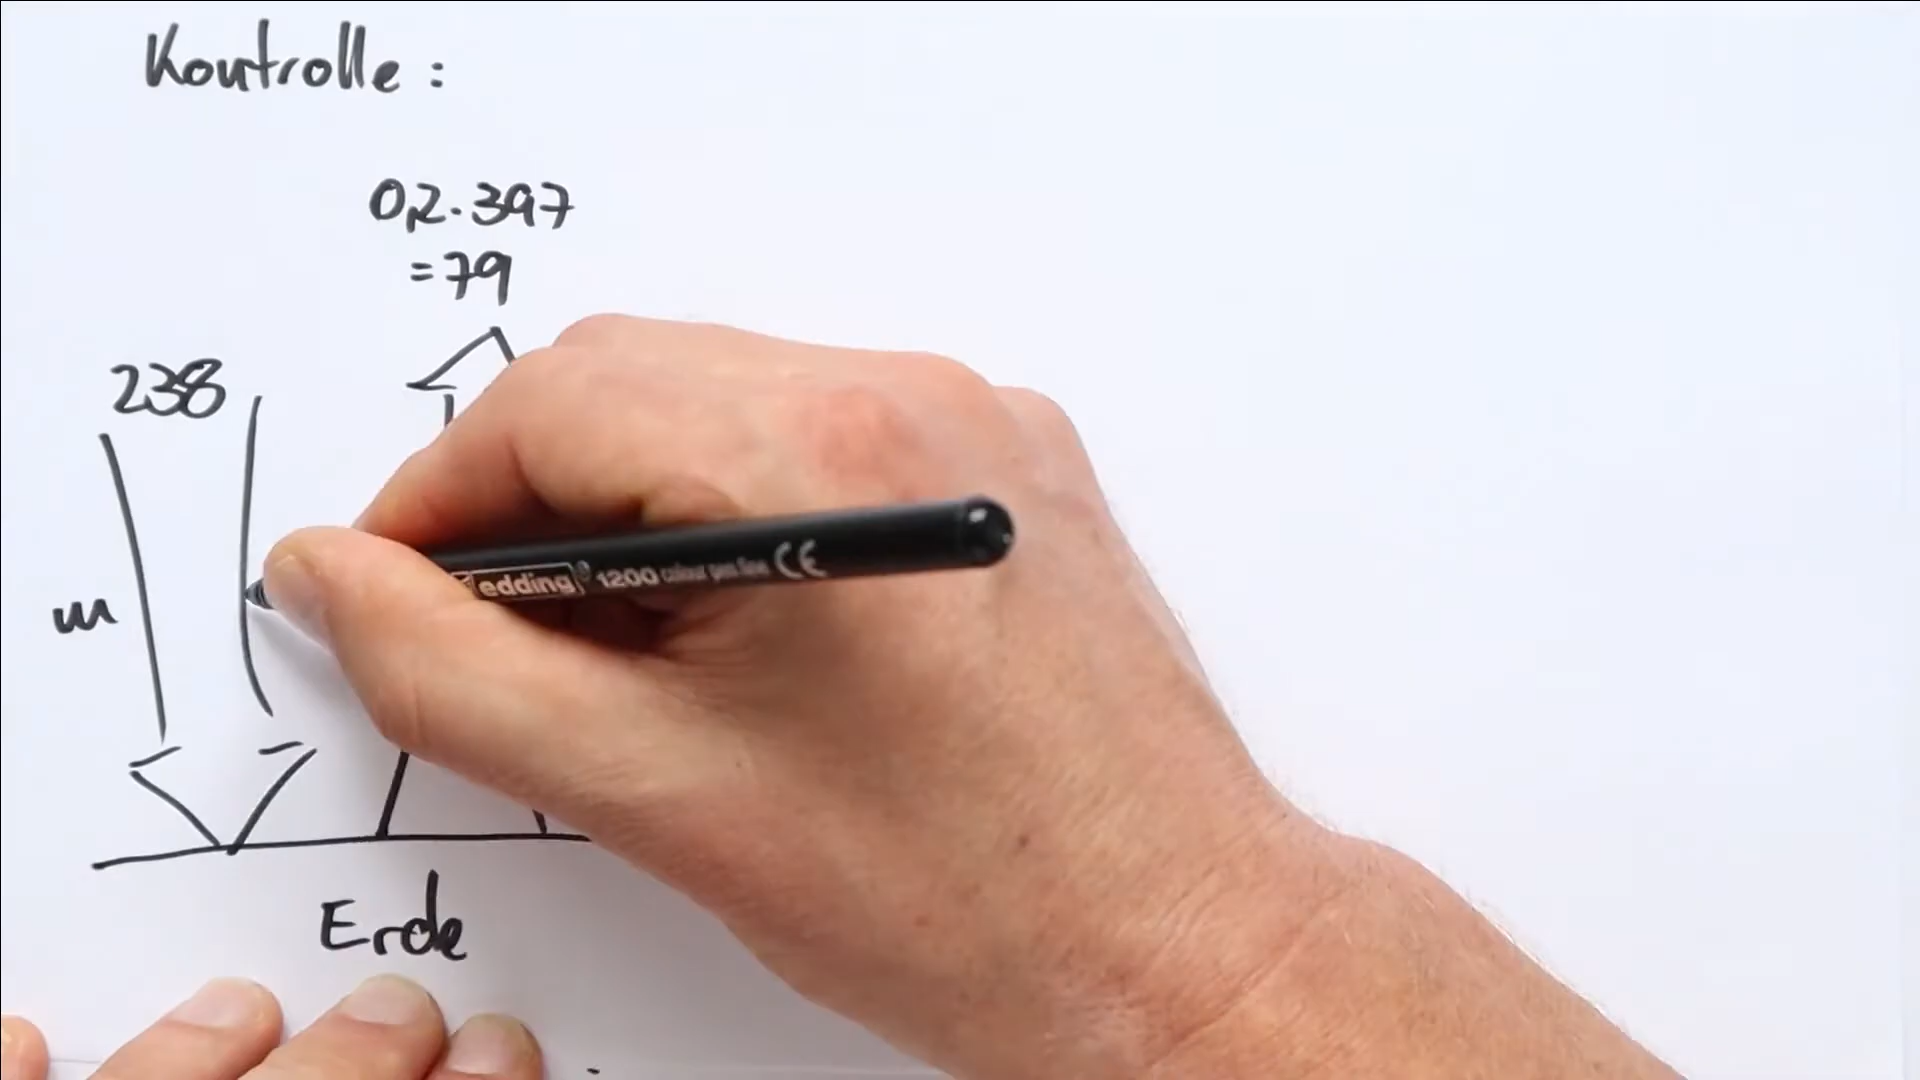 Kontrolle :
0,2 · 397
= 79
238
m
edding 1200 colour pen fine CE
Erde